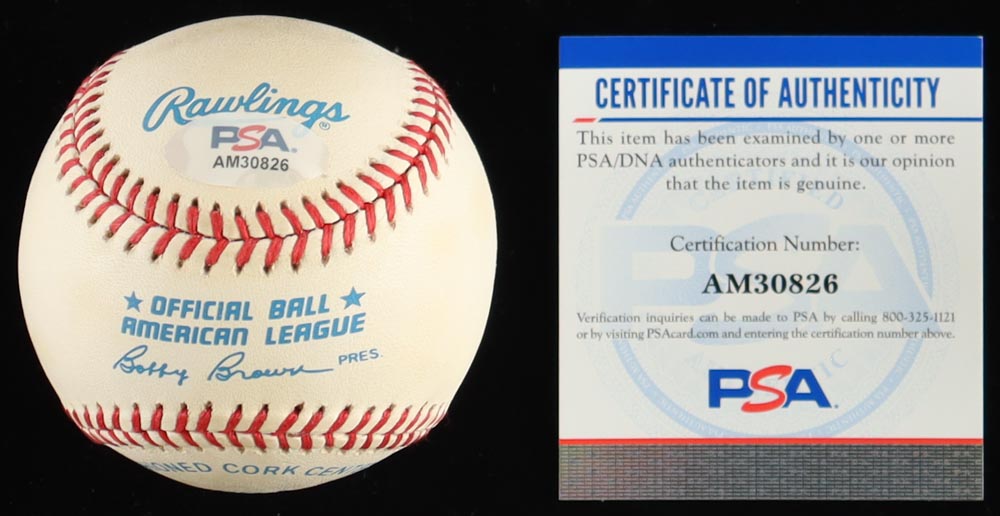 Rawlings®
PSA
AM30826
★ OFFICIAL BALL ★
AMERICAN LEAGUE
Bobby Brown PRES.
IONED CORK CEN
CERTIFICATE OF AUTHENTICITY
This item has been examined by one or more
PSA/DNA authenticators and it is our opinion
that the item is genuine.
Certification Number:
AM30826
Verification inquiries can be made to PSA by calling 800-325-1121
or by visiting PSAcard.com and entering the certification number above.
PSA